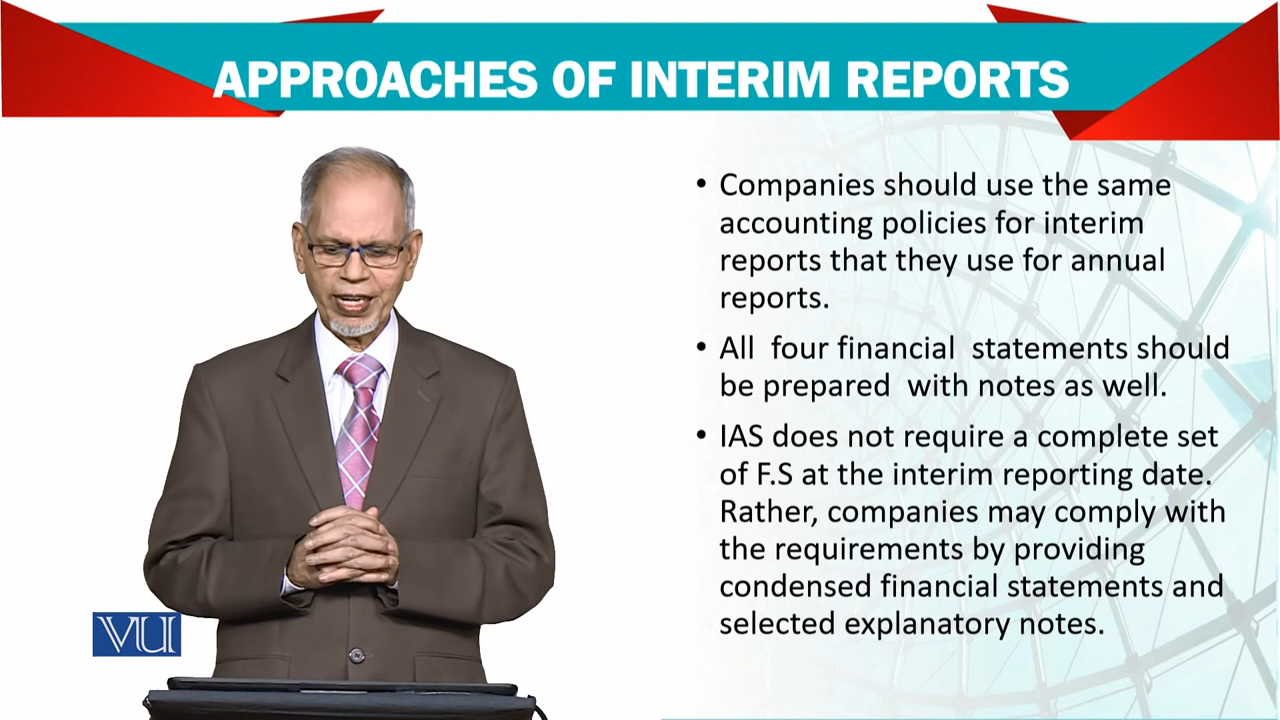 APPROACHES OF INTERIM REPORTS
• Companies should use the same
accounting policies for interim
reports that they use for annual
reports.
• All four financial statements should
be prepared with notes as well.
• IAS does not require a complete set
of F.S at the interim reporting date.
Rather, companies may comply with
the requirements by providing
condensed financial statements and
selected explanatory notes.
VU